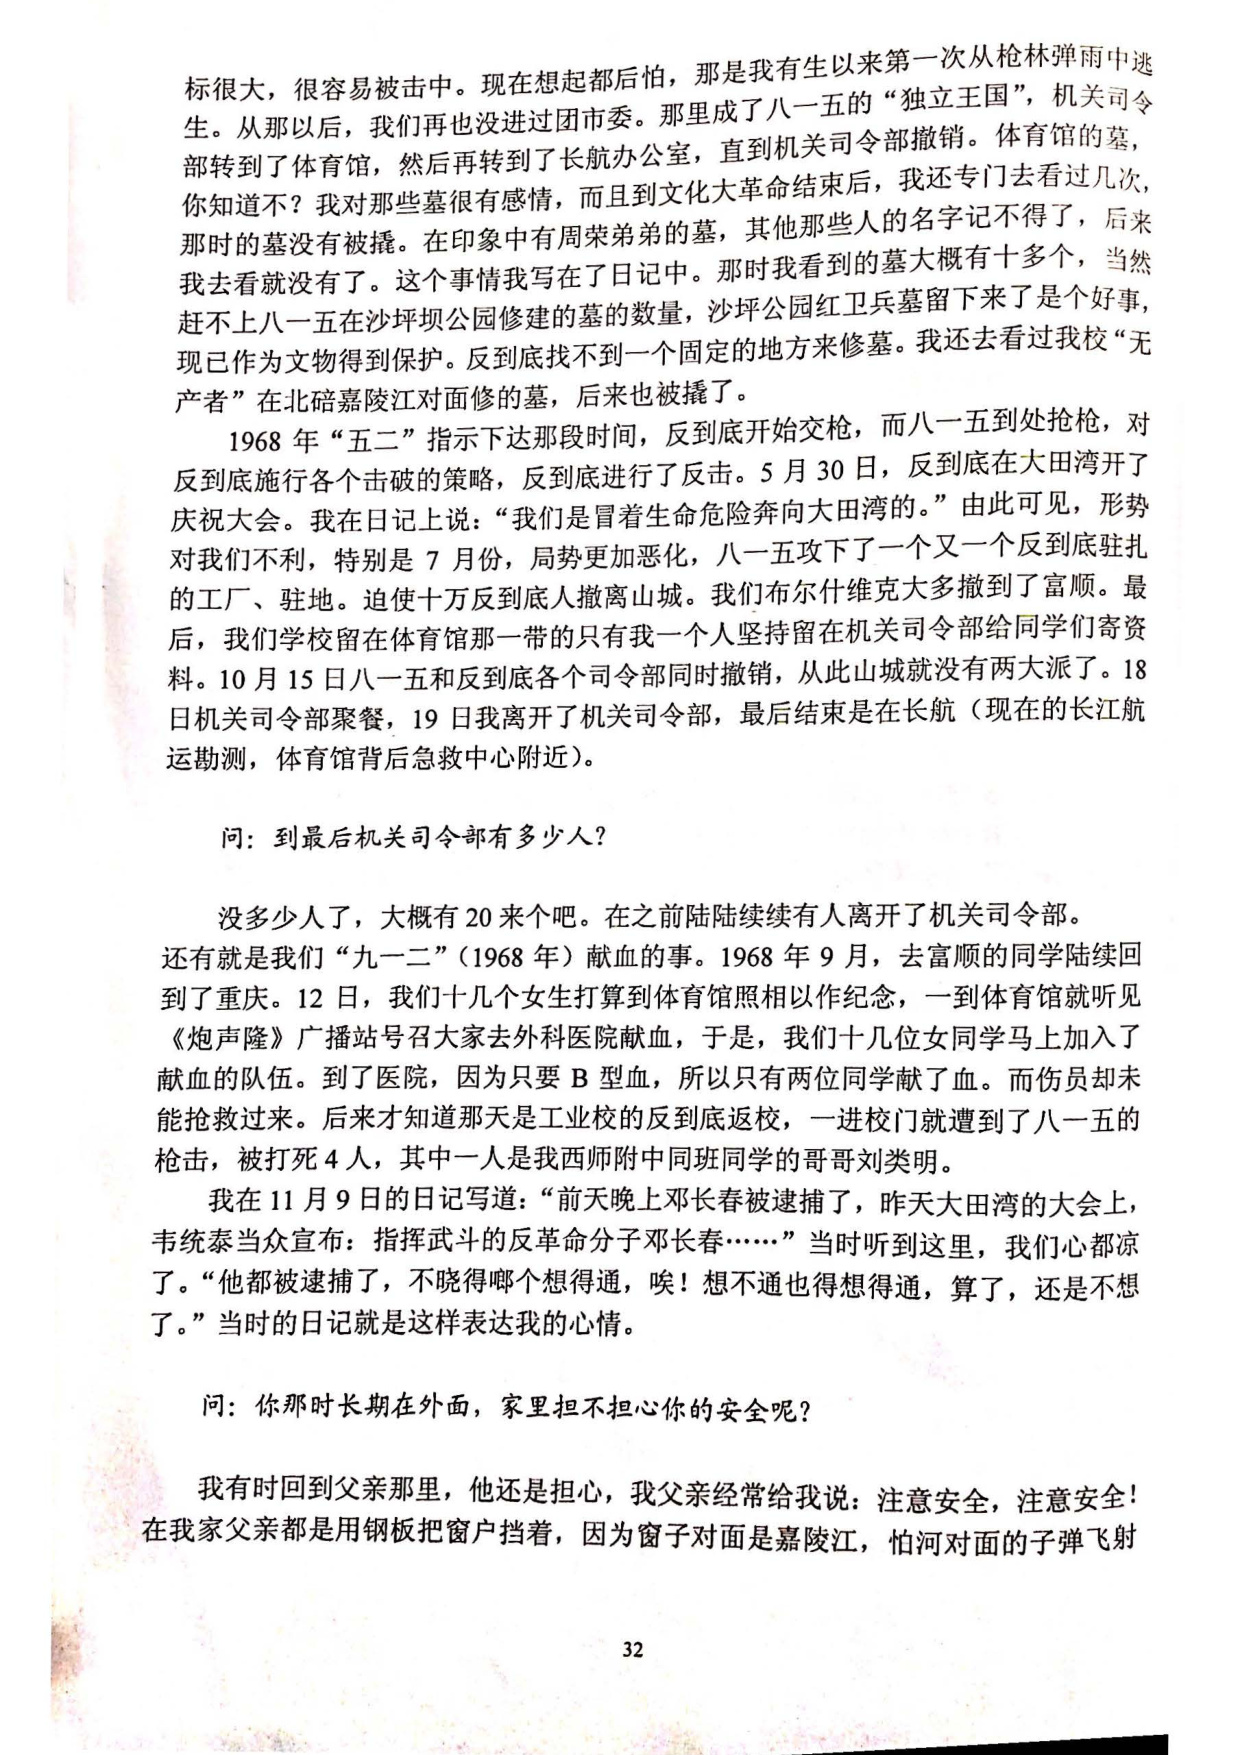 标很大，很容易被击中。现在想起都后怕，那是我有生以来第一次从枪林弹雨中逃
生。从那以后，我们再也没进过团市委。那里成了八一五的“独立王国”，机关司令
部转到了体育馆，然后再转到了长航办公室，直到机关司令部撤销。体育馆的墓，
你知道不？我对那些墓很有感情，而且到文化大革命结束后，我还专门去看过几次，
那时的墓没有被撬。在印象中有周荣弟弟的墓，其他那些人的名字记不得了，后来
我去看就没有了。这个事情我写在了日记中。那时我看到的墓大概有十多个，当然
赶不上八一五在沙坪坝公园修建的墓的数量，沙坪公园红卫兵墓留下来了是个好事，
现已作为文物得到保护。反到底找不到一个固定的地方来修墓。我还去看过我校“无
产者”在北碚嘉陵江对面修的墓，后来也被撬了。
1968 年“五二”指示下达那段时间，反到底开始交枪，而八一五到处抢枪，对
反到底施行各个击破的策略，反到底进行了反击。5 月 30 日，反到底在大田湾开了
庆祝大会。我在日记上说：“我们是冒着生命危险奔向大田湾的。”由此可见，形势
对我们不利，特别是 7 月份，局势更加恶化，八一五攻下了一个又一个反到底驻扎
的工厂、驻地。迫使十万反到底人撤离山城。我们布尔什维克大多撤到了富顺。最
后，我们学校留在体育馆那一带的只有我一个人坚持留在机关司令部给同学们寄资
料。10 月 15 日八一五和反到底各个司令部同时撤销，从此山城就没有两大派了。18
日机关司令部聚餐，19 日我离开了机关司令部，最后结束是在长航（现在的长江航
运勘测，体育馆背后急救中心附近）。
问：到最后机关司令部有多少人？
没多少人了，大概有 20 来个吧。在之前陆陆续续有人离开了机关司令部。
还有就是我们“九一二”（1968 年）献血的事。1968 年 9 月，去富顺的同学陆续回
到了重庆。12 日，我们十几个女生打算到体育馆照相以作纪念，一到体育馆就听见
《炮声隆》广播站号召大家去外科医院献血，于是，我们十几位女同学马上加入了
献血的队伍。到了医院，因为只要 B 型血，所以只有两位同学献了血。而伤员却未
能抢救过来。后来才知道那天是工业校的反到底返校，一进校门就遭到了八一五的
枪击，被打死 4 人，其中一人是我西师附中同班同学的哥哥刘类明。
我在 11 月 9 日的日记写道：“前天晚上邓长春被逮捕了，昨天大田湾的大会上，
韦统泰当众宣布：指挥武斗的反革命分子邓长春……”当时听到这里，我们心都凉
了。“他都被逮捕了，不晓得啷个想得通，唉！想不通也得想得通，算了，还是不想
了。”当时的日记就是这样表达我的心情。
问：你那时长期在外面，家里担不担心你的安全呢？
我有时回到父亲那里，他还是担心，我父亲经常给我说：注意安全，注意安全！
在我家父亲都是用钢板把窗户挡着，因为窗子对面是嘉陵江，怕河对面的子弹飞射
32